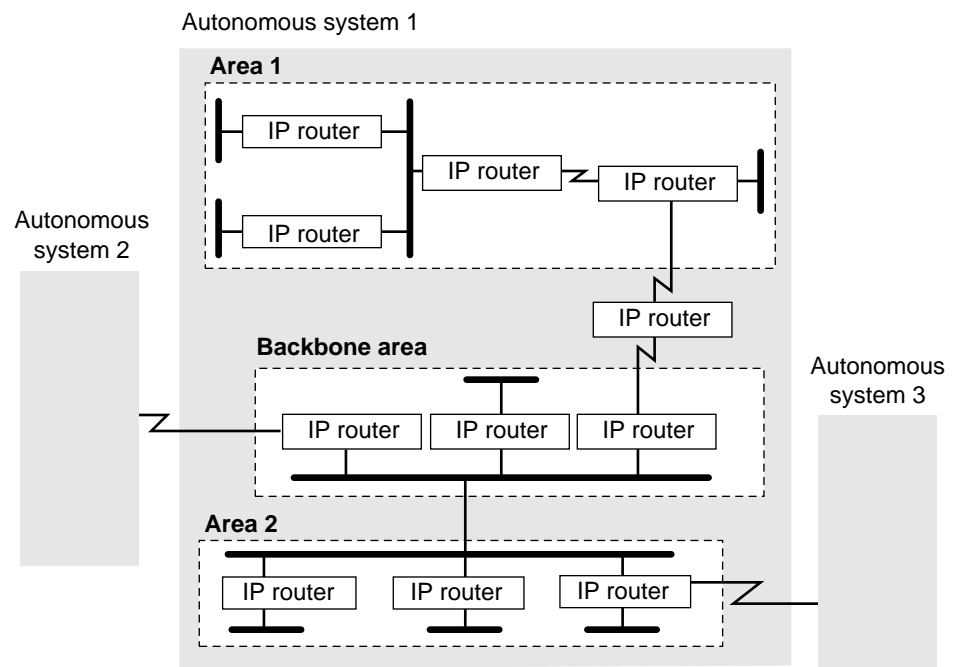 Autonomous system 1
Area 1
IP router
IP router
IP router
IP router
Autonomous
system 2
IP router
Backbone area
Autonomous
system 3
IP router
IP router
IP router
Area 2
IP router
IP router
IP router